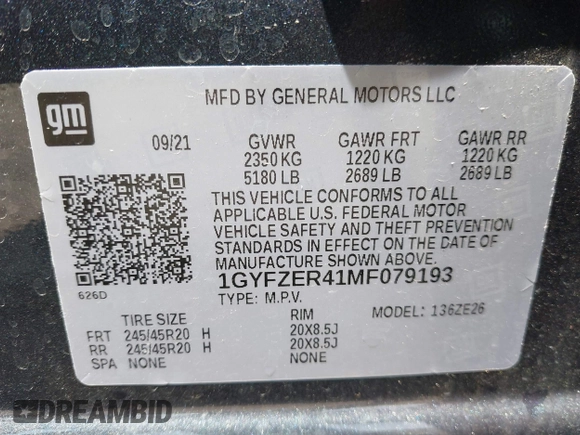 gm
MFD BY GENERAL MOTORS LLC
09/21 GVWR GAWR FRT GAWR RR
2350 KG 1220 KG 1220 KG
5180 LB 2689 LB 2689 LB
THIS VEHICLE CONFORMS TO ALL
APPLICABLE U.S. FEDERAL MOTOR
VEHICLE SAFETY AND THEFT PREVENTION
STANDARDS IN EFFECT ON THE DATE OF
MANUFACTURE SHOWN ABOVE.
626D
1GYFZER41MF079193
TYPE: M.P.V. MODEL: 136ZE26
TIRE SIZE RIM
FRT 245/45R20 H 20X8.5J
RR 245/45R20 H 20X8.5J
SPA NONE NONE
DREAMBID